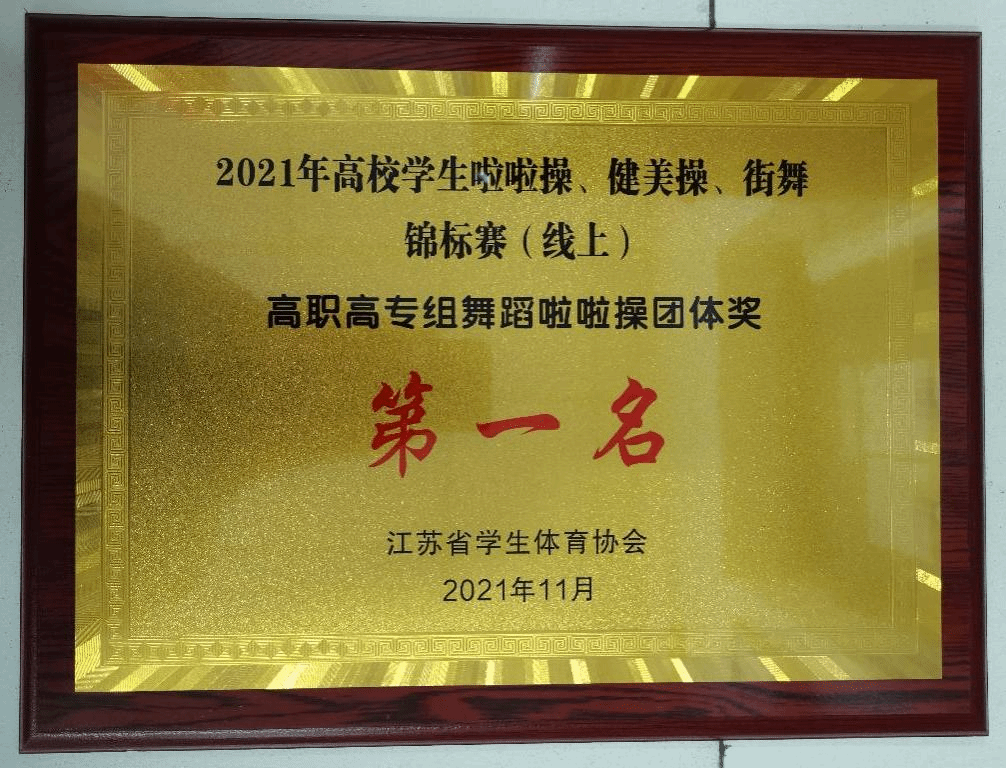 2021年高校学生啦啦操、健美操、街舞
锦标赛（线上）
高职高专组舞蹈啦啦操团体奖
第一名
江苏省学生体育协会
2021年11月